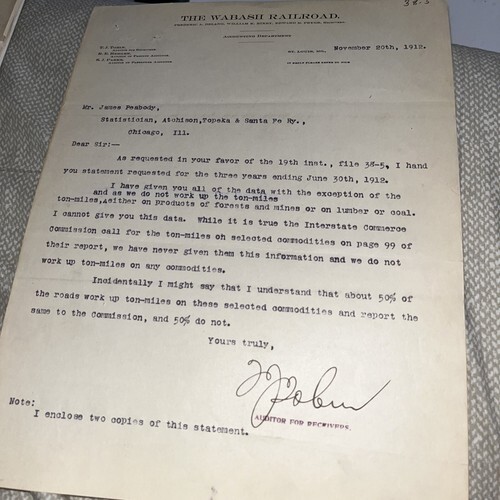 38-5
THE WABASH RAILROAD,
ACCOUNTING DEPARTMENT
ST. LOUIS, MO., November 20th, 1912.
Mr. James Peabody,
Statistician, Atchison,Topeka & Santa Fe Ry.,
Chicago, Ill.
Dear Sir:--
As requested in your favor of the 19th inst., file 38-5, I hand
you statement requested for the three years ending June 30th, 1912.
I have given you all of the data with the exception of the
and as we do not work up the ton-miles
ton-miles, either on products of forests and mines or on lumber or coal.
I cannot give you this data. While it is true the Interstate Commerce
Commission call for the ton-miles on selected commodities on page 99 of
their report, we have never given them this information and we do not
work up ton-miles on any commodities.
Incidentally I might say that I understand that about 50% of
the roads work up ton-miles on these selected commodities and report the
same to the Commission, and 50% do not.
Yours truly,
AUDITOR FOR RECEIVERS.
Note:
I enclose two copies of this statement.